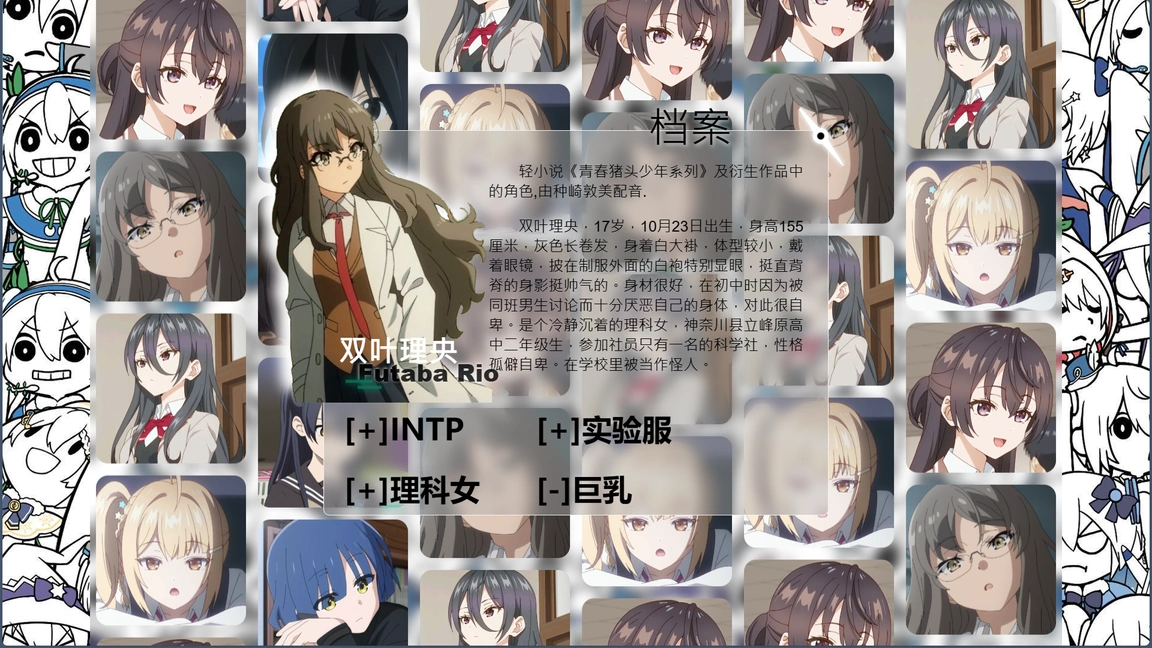 档案
轻小说《青春猪头少年系列》及衍生作品中
的角色,由种崎敦美配音.
双叶理央，17岁，10月23日出生，身高155
厘米，灰色长卷发，身着白大褂，体型较小，戴
着眼镜，披在制服外面的白袍特别显眼，挺直背
脊的身影挺帅气的。身材很好，在初中时因为被
同班男生讨论而十分厌恶自己的身体，对此很自
卑。是个冷静沉着的理科女，神奈川县立峰原高
中二年级生，参加社员只有一名的科学社，性格
孤僻自卑。在学校里被当作怪人。
双叶理央
Futaba Rio
[+]INTP
[+]实验服
[+]理科女
[-]巨乳